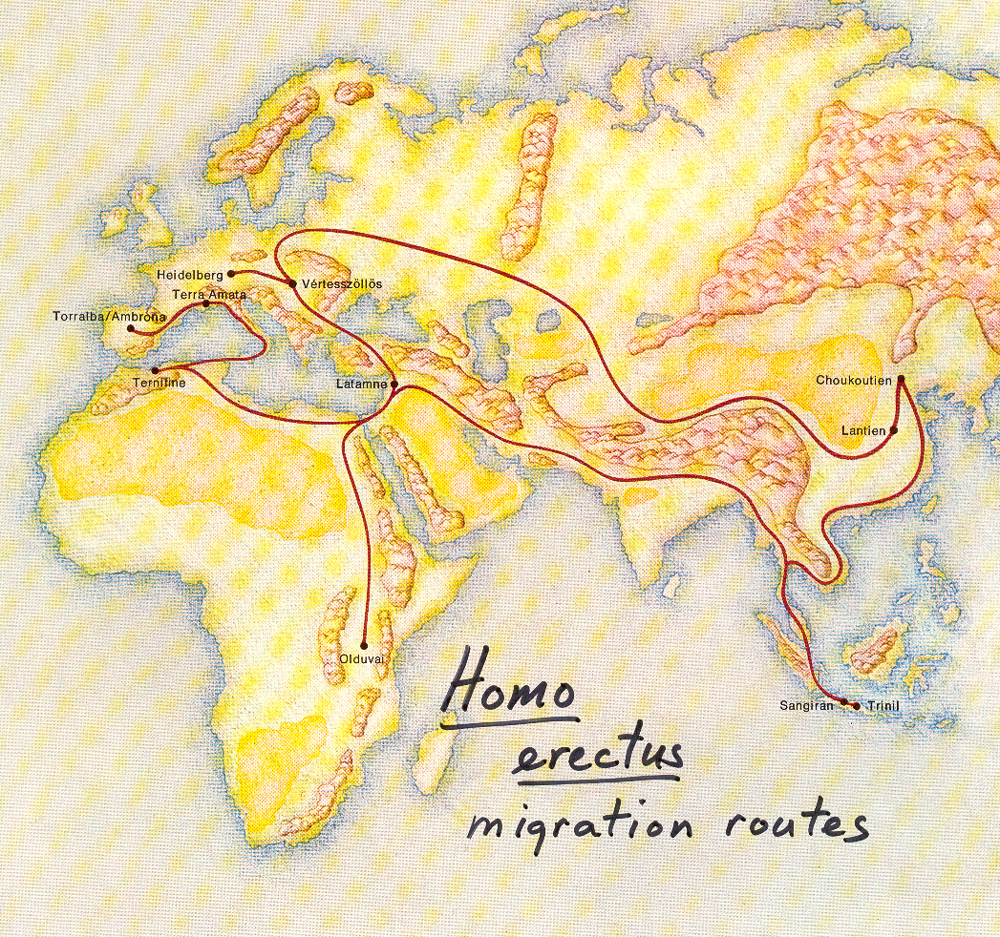 Heidelberg
Vértesszöllös
Terra Amata
Torralba/Ambrona
Ternifine
Latamne
Choukoutien
Lantien
Olduvai
Sangiran
Trinil
Homo
erectus
migration routes